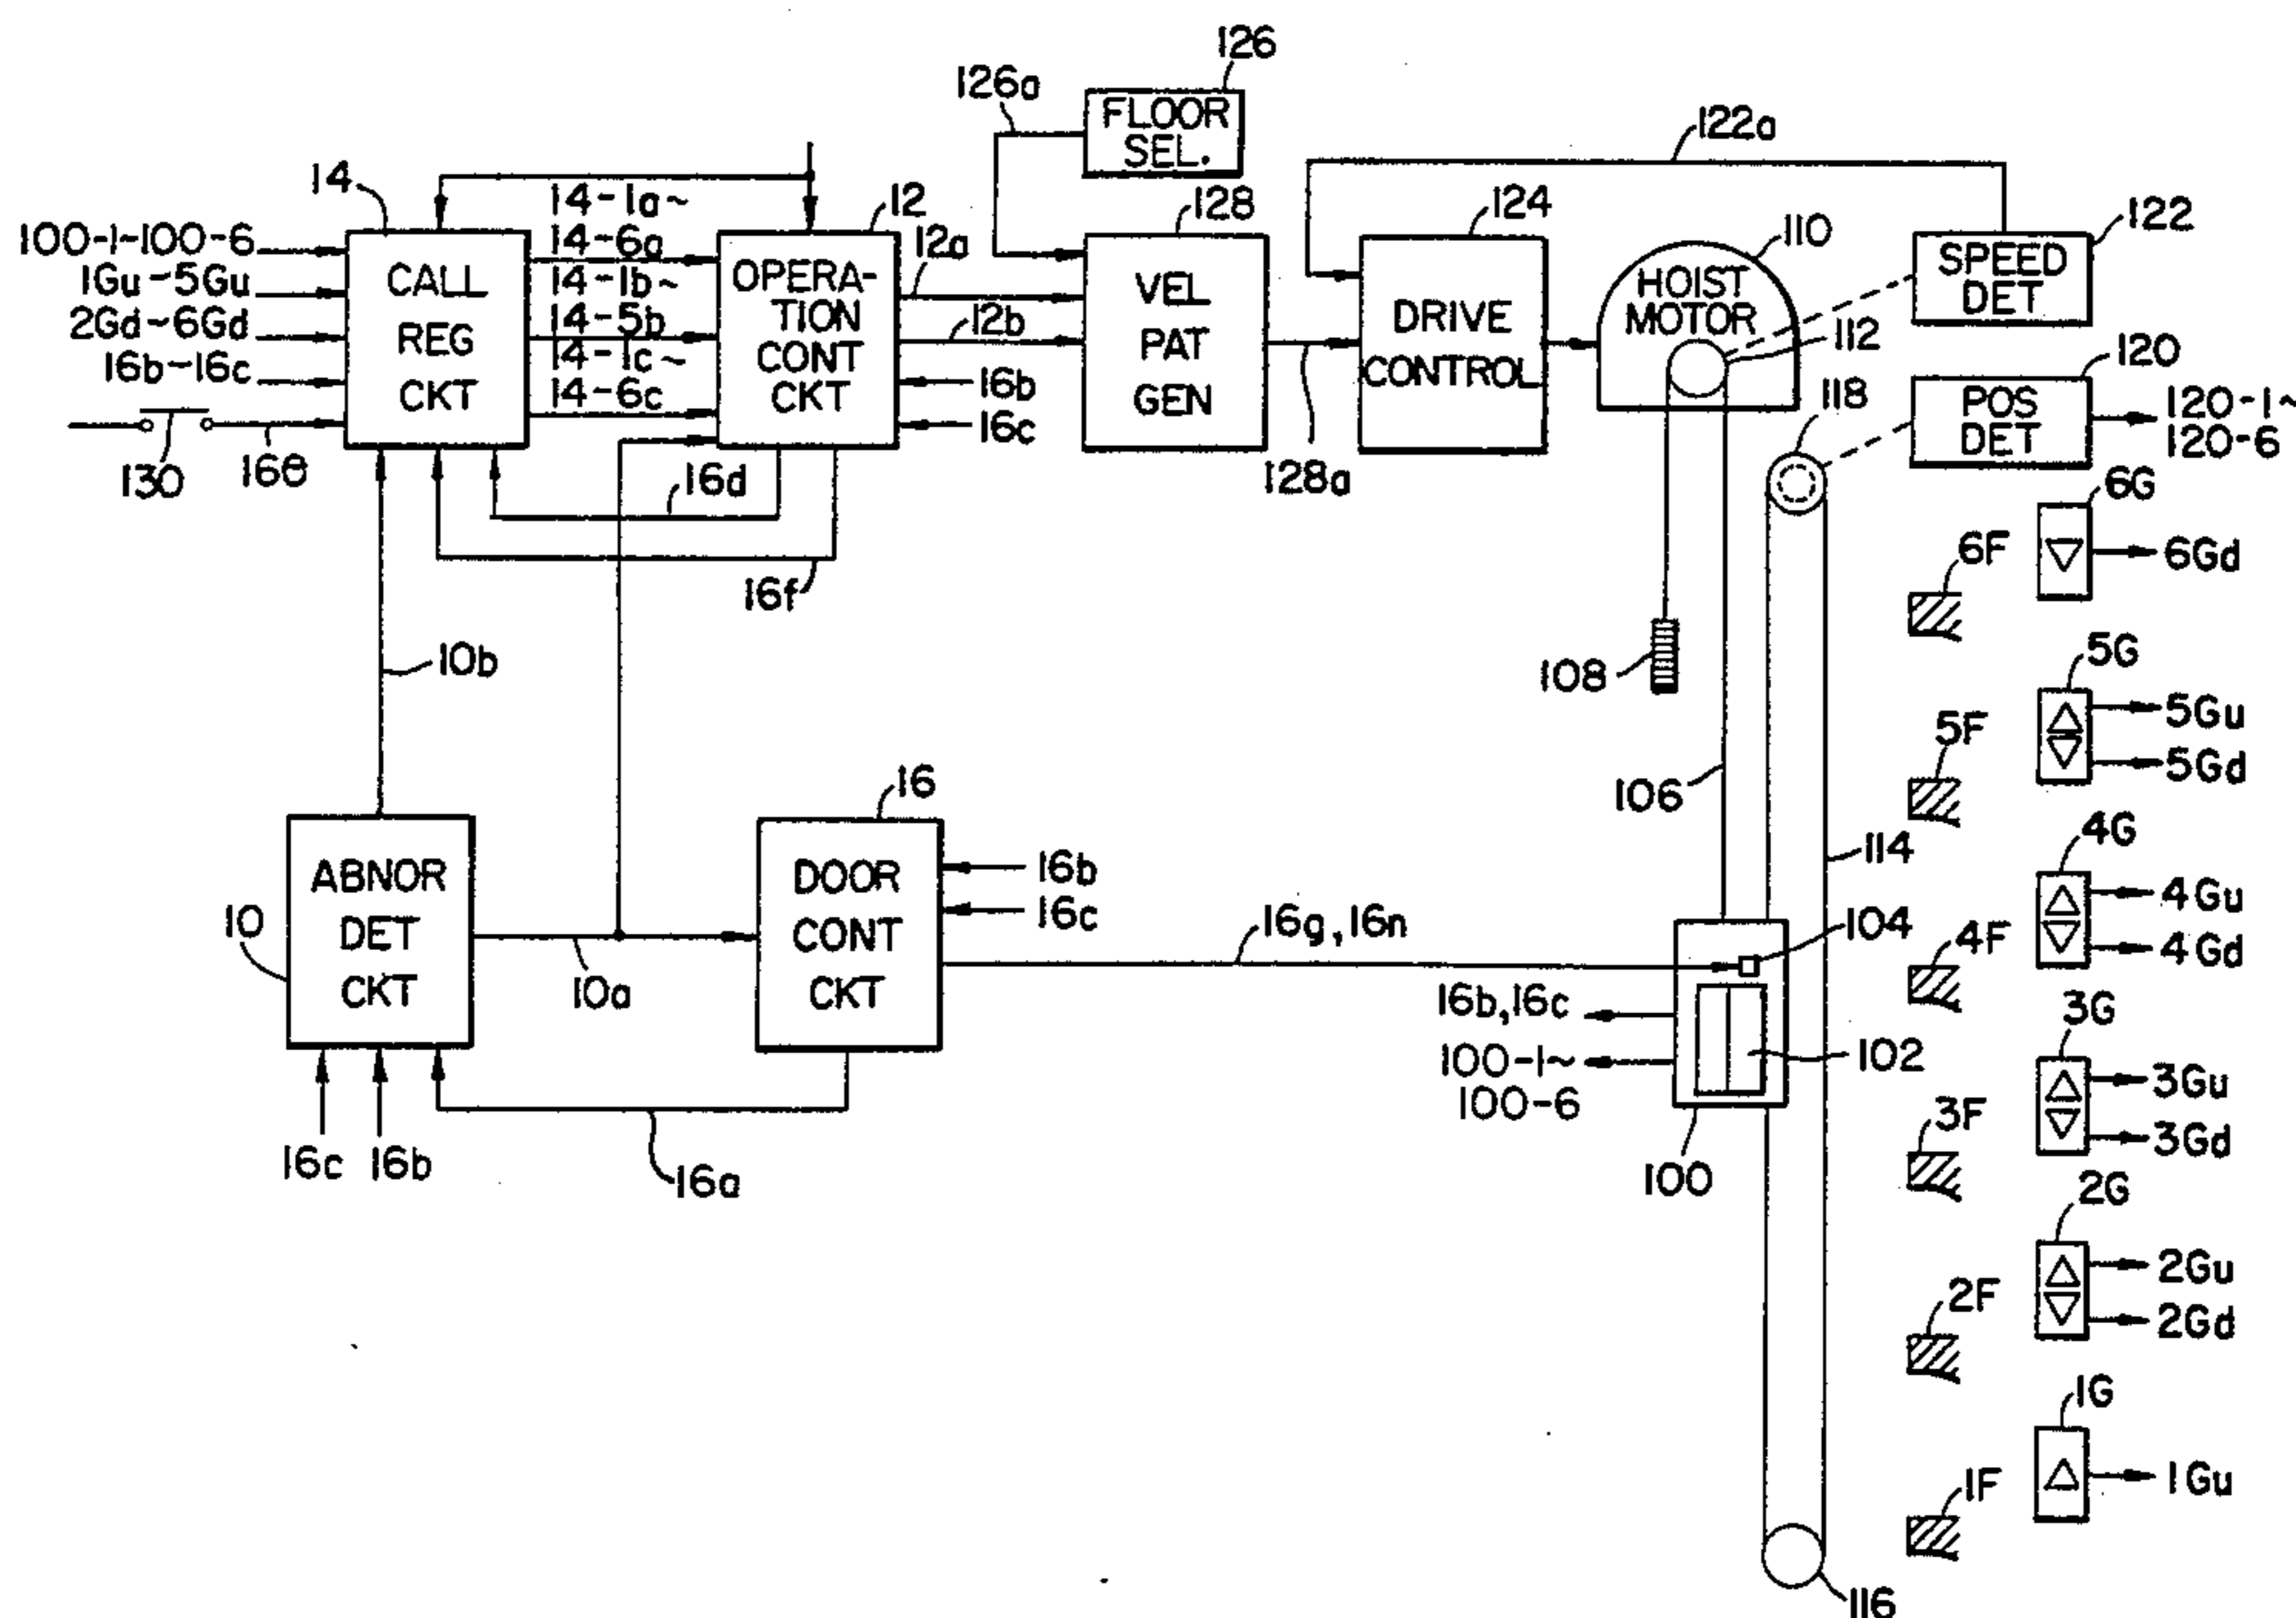 126
126a
FLOOR
SEL.
122a
14
14-1a~
14-6a
14-1b~
14-5b
14-1c~
14-6c
12
12a
12b
128
124
110
122
100-1~100-6
1Gu~5Gu
2Gd~6Gd
16b~16c
130
16e
CALL
REG
CKT
OPERA-
TION
CONT
CKT
16b
16c
VEL
PAT
GEN
128a
DRIVE
CONTROL
HOIST
MOTOR
112
SPEED
DET
120
POS
DET
120-1~
120-6
118
16d
16f
6G
6Gd
6F
10b
108
5G
5Gu
5Gd
5F
106
16
114
4G
4Gu
4Gd
4F
10
ABNOR
DET
CKT
10a
DOOR
CONT
CKT
16b
16c
16g, 16n
104
16b, 16c
100-1~
100-6
102
100
3G
3Gu
3Gd
3F
16c
16b
16a
2G
2Gu
2Gd
2F
1G
1Gu
1F
116